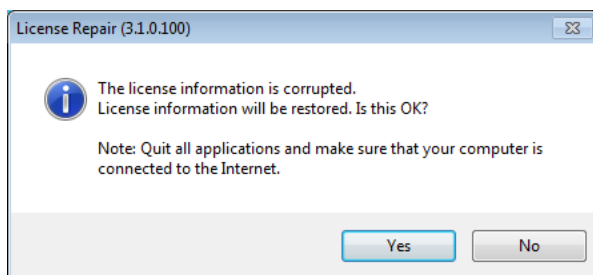 License Repair (3.1.0.100)
The license information is corrupted.
License information will be restored. Is this OK?
Note: Quit all applications and make sure that your computer is
connected to the Internet.
Yes
No